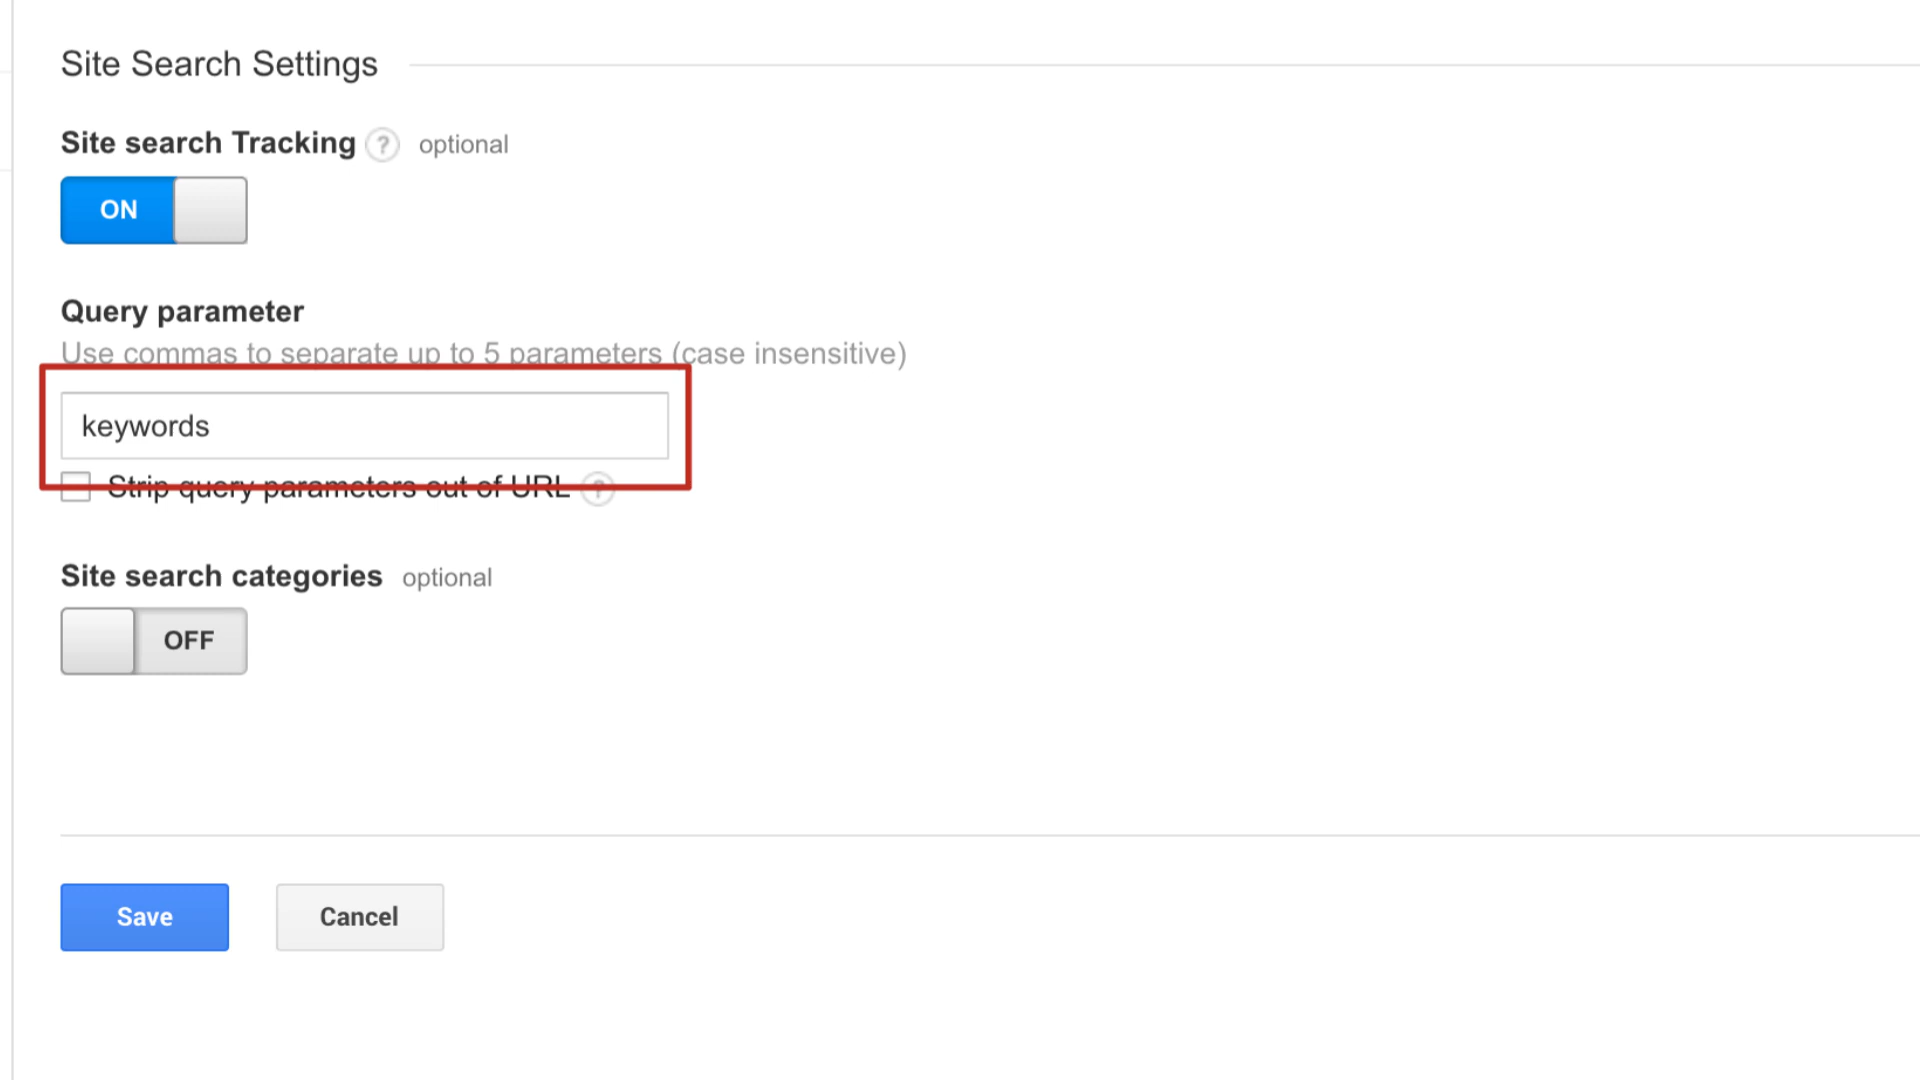 Site Search Settings
Site search Tracking ? optional
ON
Query parameter
Use commas to separate up to 5 parameters (case insensitive)
keywords
Strip query parameters out of URL ?
Site search categories optional
OFF
Save Cancel